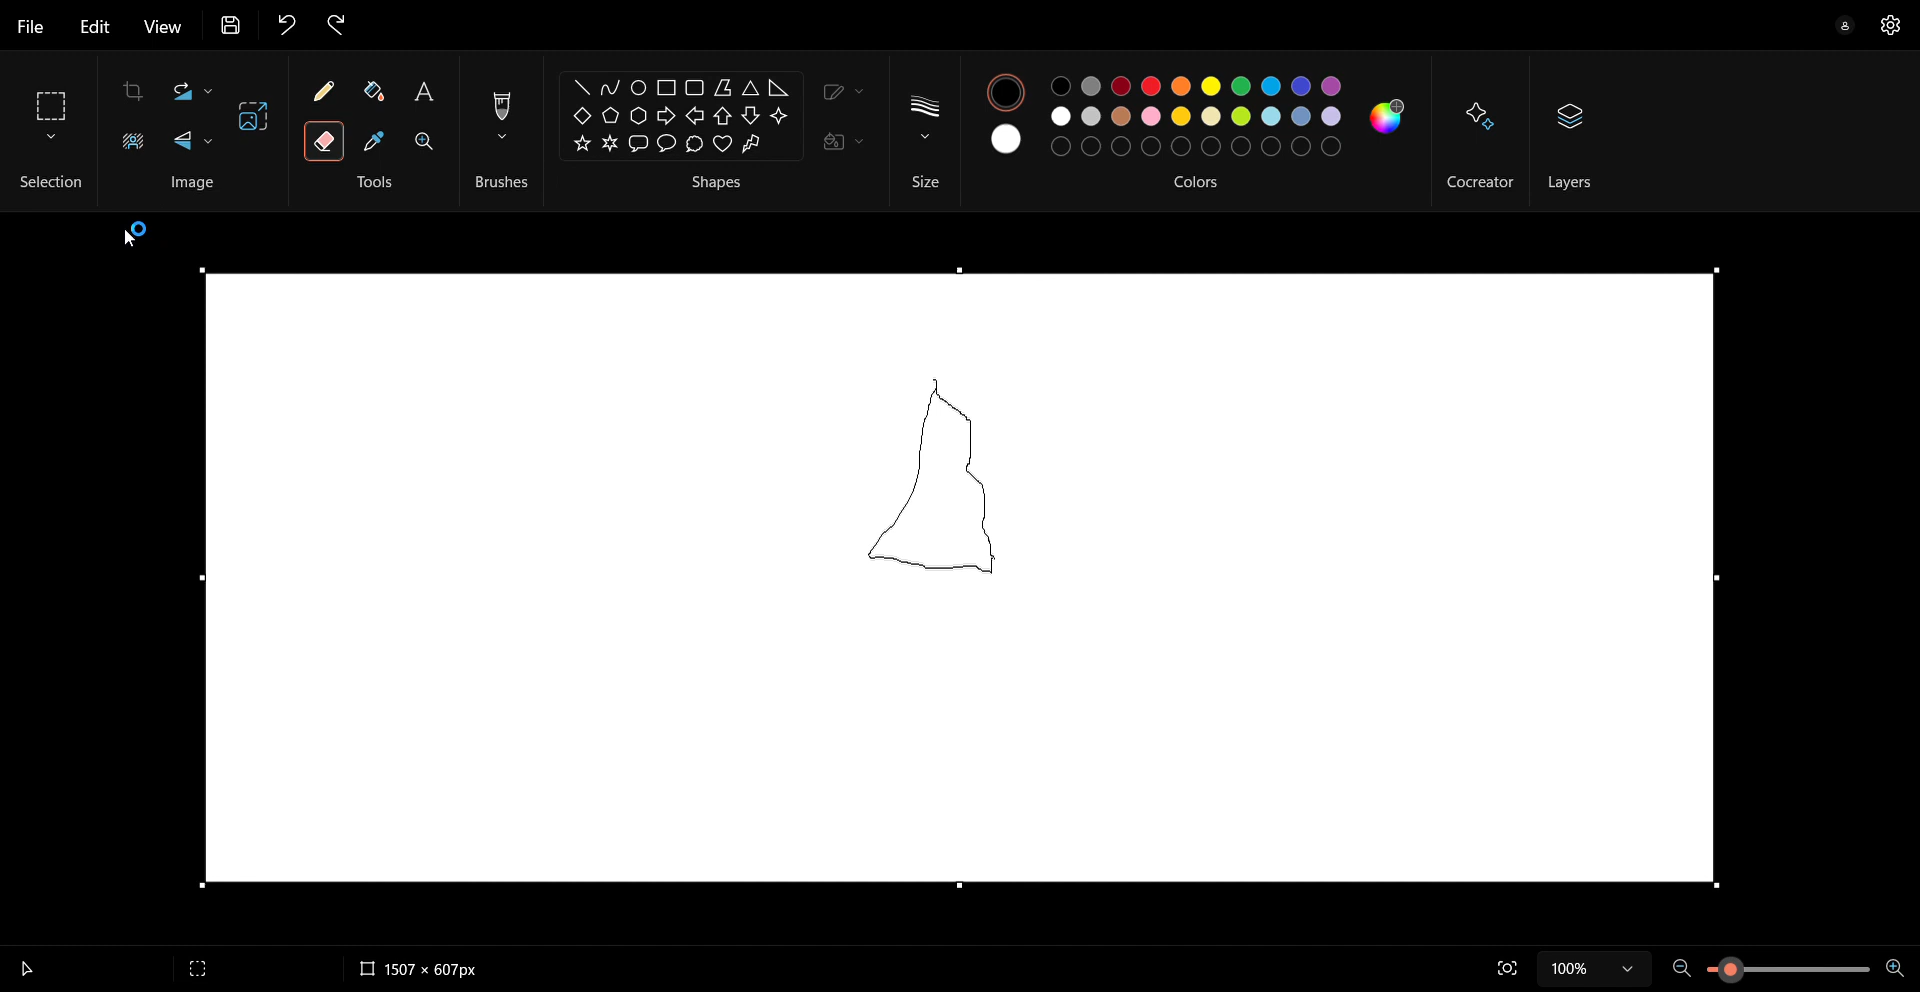 File Edit View
Selection Image Tools Brushes Shapes Size Colors Cocreator Layers
1507 × 607px 100%